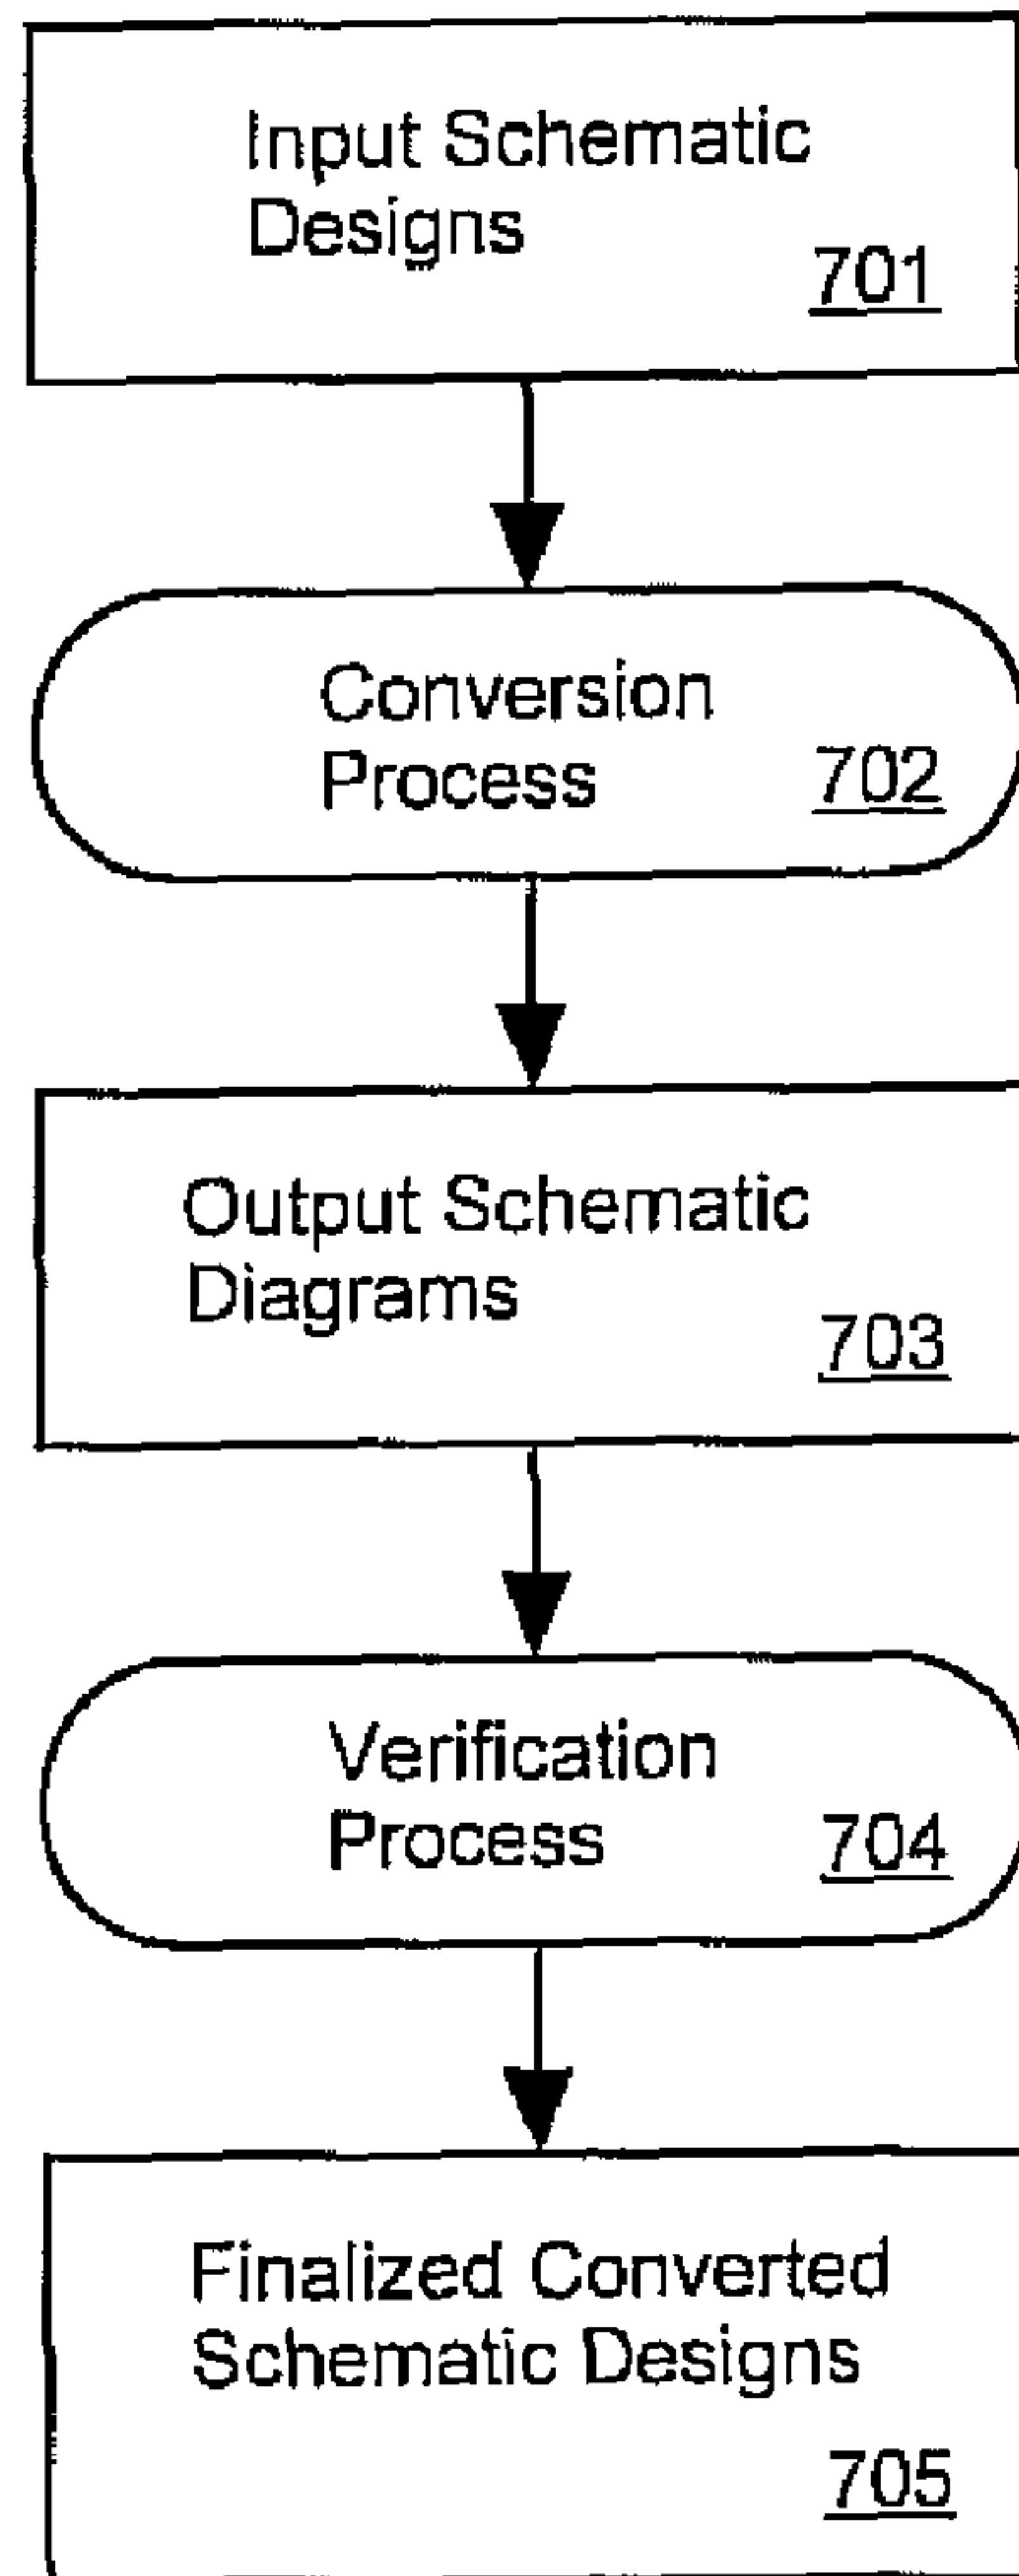 Input Schematic
Designs
701
Conversion
Process
702
Output Schematic
Diagrams
703
Verification
Process
704
Finalized Converted
Schematic Designs
705